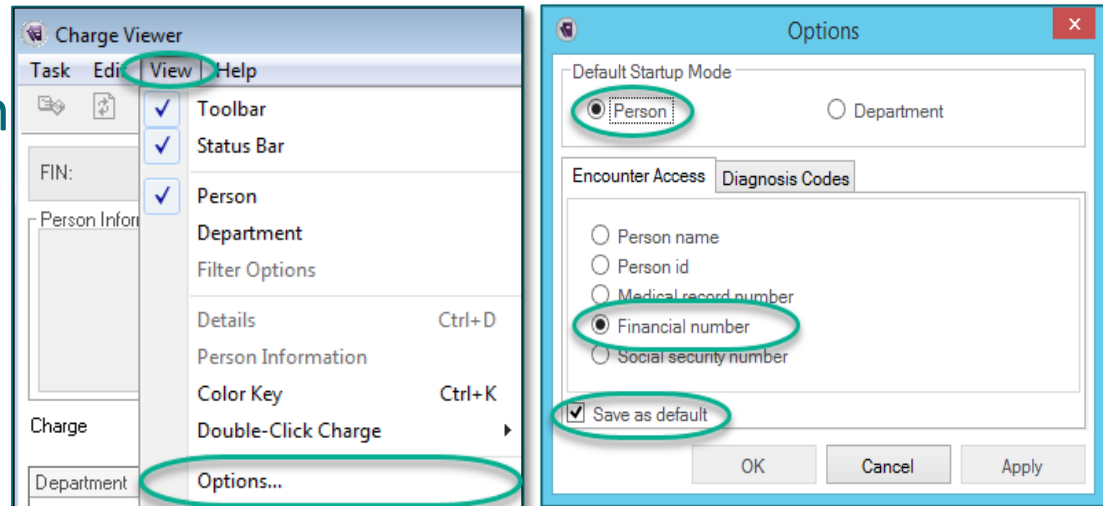 Charge Viewer
Task Edit View Help
Toolbar
Status Bar
FIN:
Person
Department
Filter Options
Details Ctrl+D
Person Information
Color Key Ctrl+K
Charge
Double-Click Charge
Department
Options...
Options
Default Startup Mode
Person Department
Encounter Access Diagnosis Codes
Person name
Person id
Medical record number
Financial number
Social security number
Save as default
OK Cancel Apply